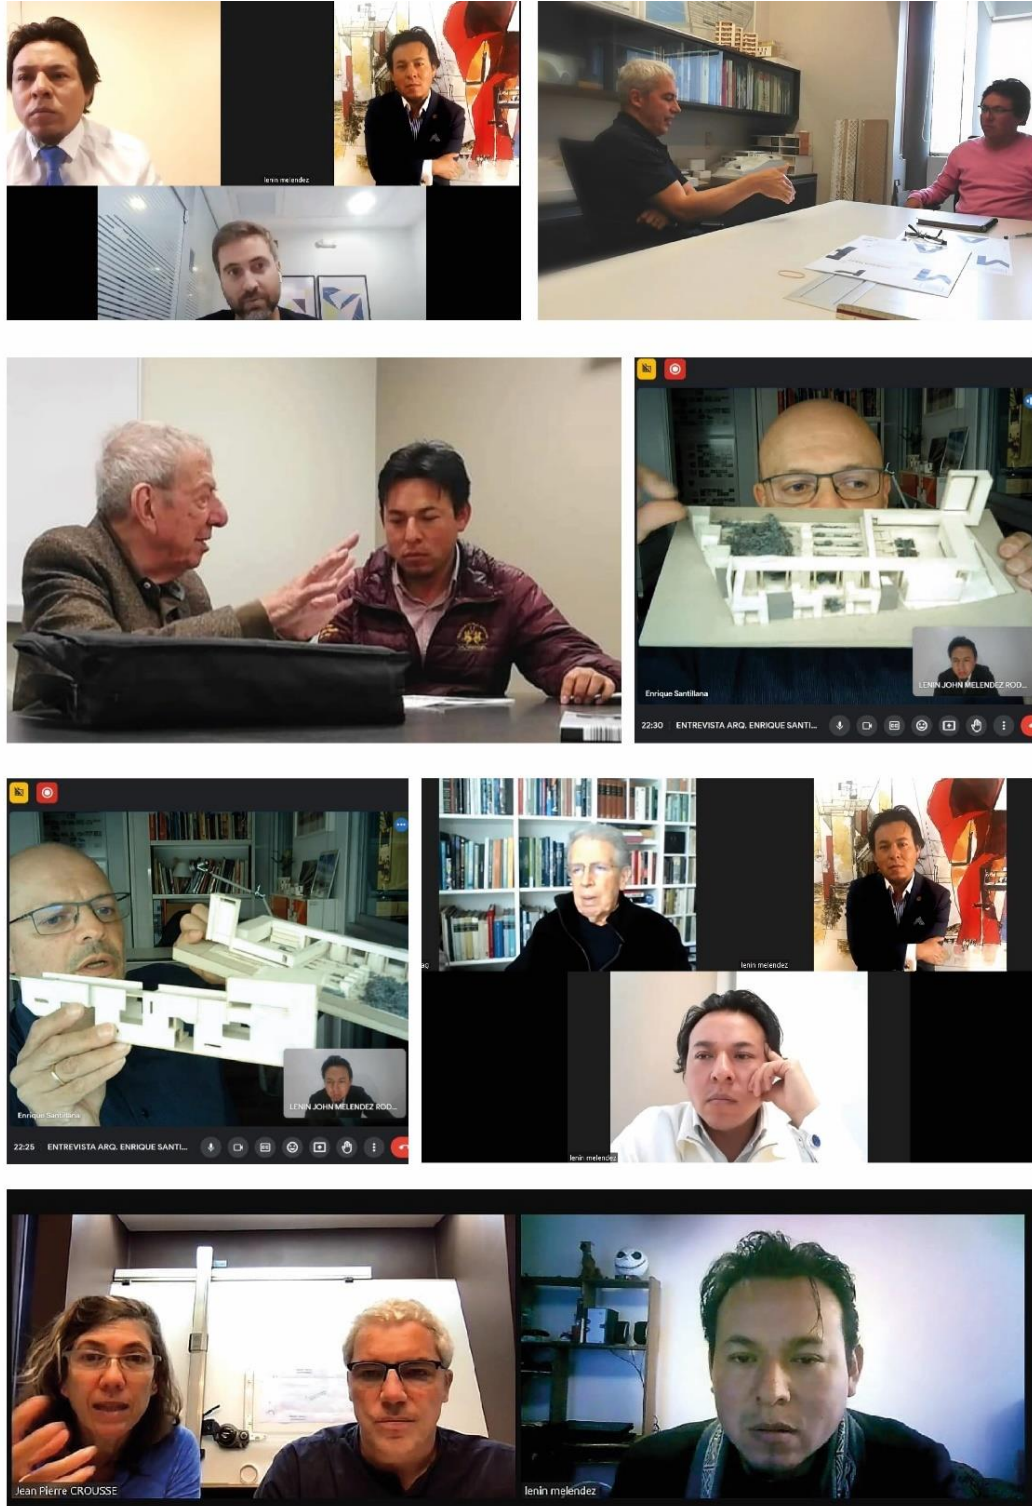 lenin melendez
Enrique Santillana
LENIN JOHN MELENDEZ ROD...
22:30 ENTREVISTA ARQ. ENRIQUE SANTI...
Enrique Santillana
LENIN JOHN MELENDEZ ROD...
22:25 ENTREVISTA ARQ. ENRIQUE SANTI...
lenin melendez
lenin melendez
Jean Pierre CROUSSE
lenin melendez